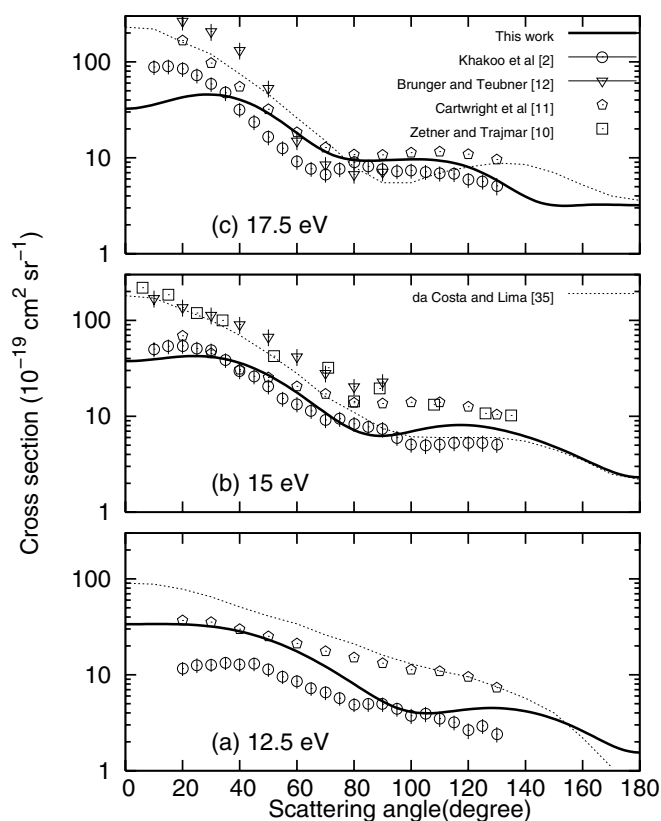 This work
Khakoo et al [2]
Brunger and Teubner [12]
Cartwright et al [11]
Zetner and Trajmar [10]
100
10
1
(c) 17.5 eV
da Costa and Lima [35]
100
10
1
(b) 15 eV
100
10
1
(a) 12.5 eV
0 20 40 60 80 100 120 140 160 180
Scattering angle(degree)
Cross section (10⁻¹⁹ cm² sr⁻¹)